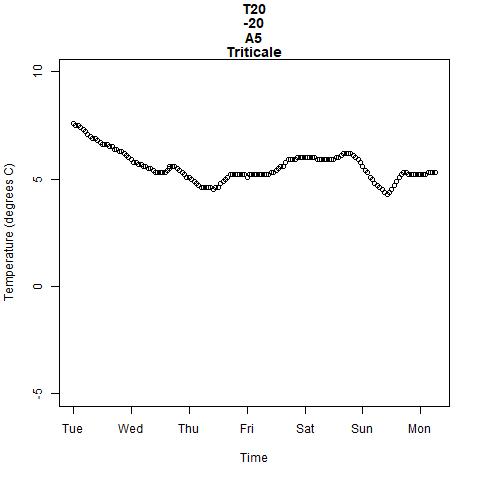 T20
-20
A5
Triticale
Temperature (degrees C)
10
5
0
-5
Tue Wed Thu Fri Sat Sun Mon
Time